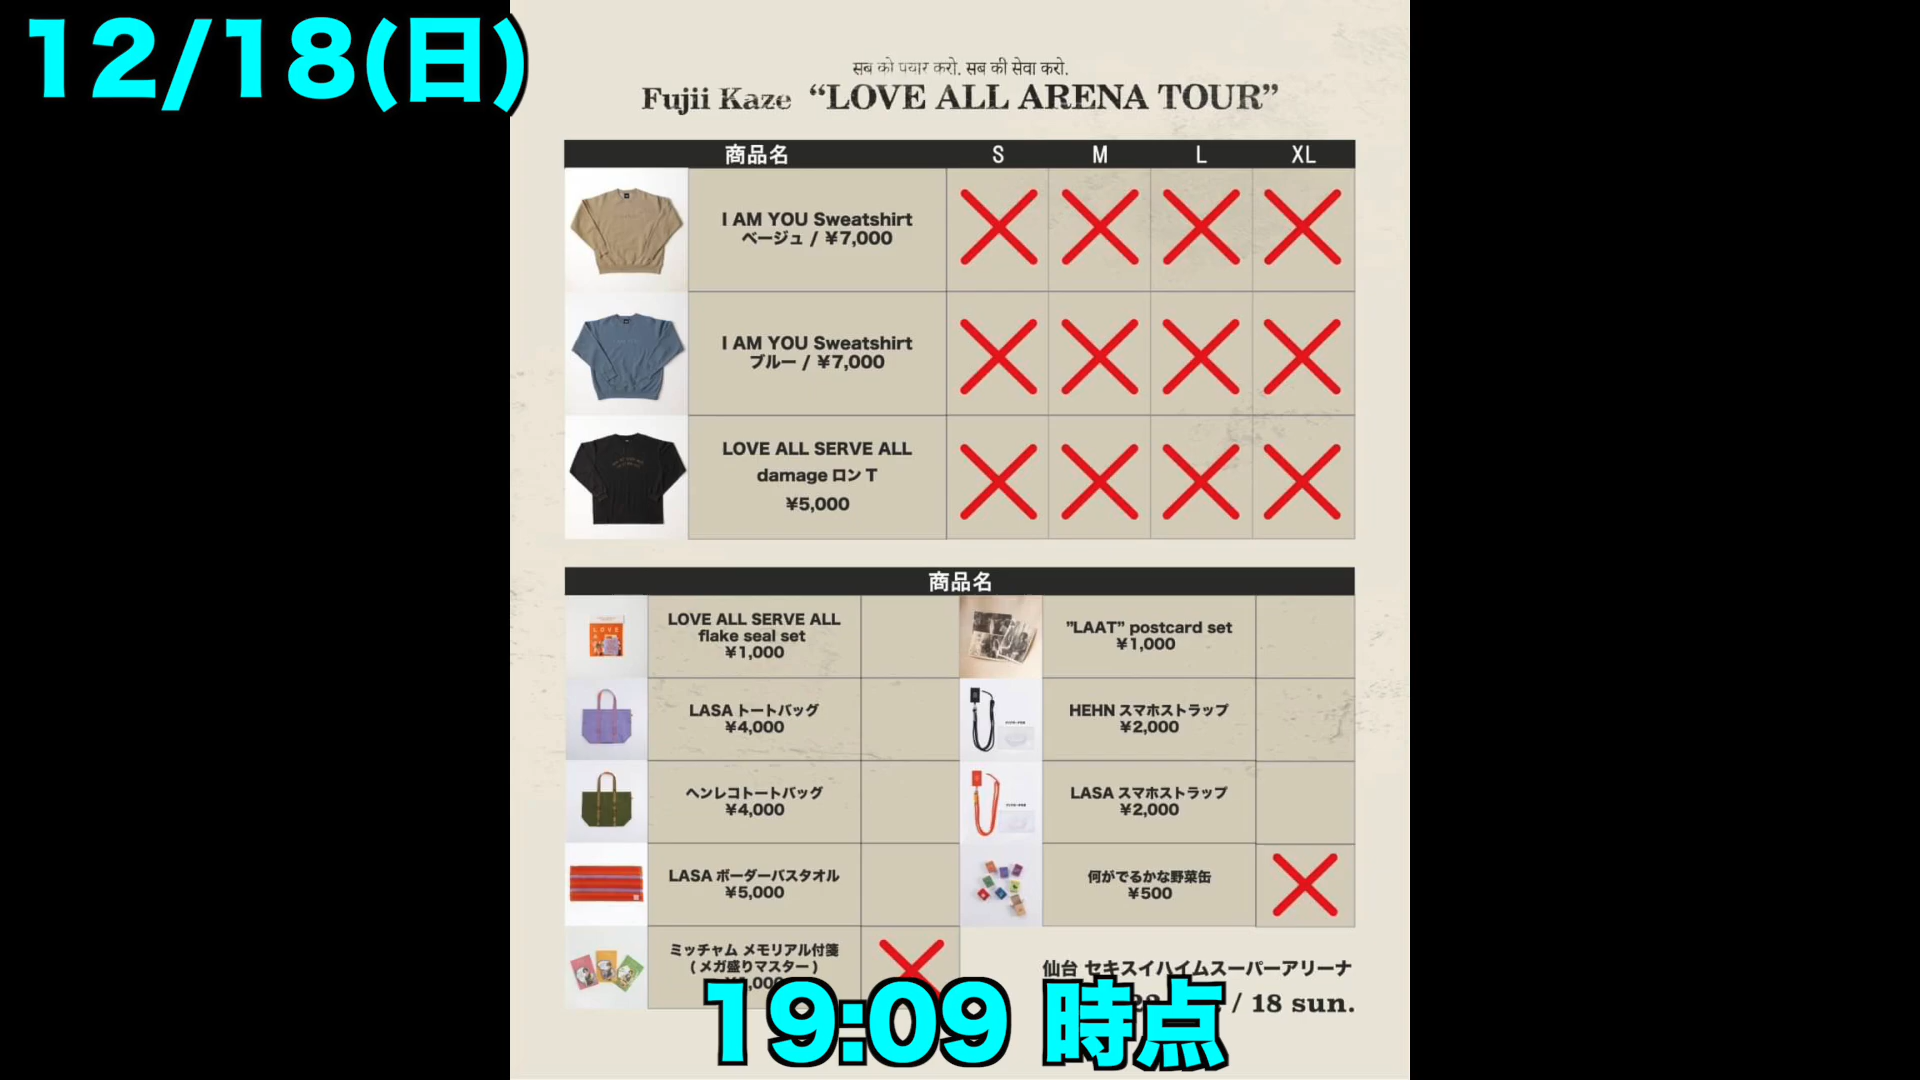 12/18(日)
सब को प्यार करो. सब की सेवा करो.
Fujii Kaze “LOVE ALL ARENA TOUR”
商品名 S M L XL
I AM YOU Sweatshirt
ベージュ / ¥7,000
I AM YOU Sweatshirt
ブルー / ¥7,000
LOVE ALL SERVE ALL
damage ロン T
¥5,000
商品名
LOVE ALL SERVE ALL
flake seal set
¥1,000
”LAAT” postcard set
¥1,000
LASA トートバッグ
¥4,000
HEHN スマホストラップ
¥2,000
ヘンレコトートバッグ
¥4,000
LASA スマホストラップ
¥2,000
LASA ボーダーバスタオル
¥5,000
何がでるかな野菜缶
¥500
ミッチャム メモリアル付箋
( メガ盛りマスター )
仙台 セキスイハイムスーパーアリーナ
/ 18 sun.
19:09 時点